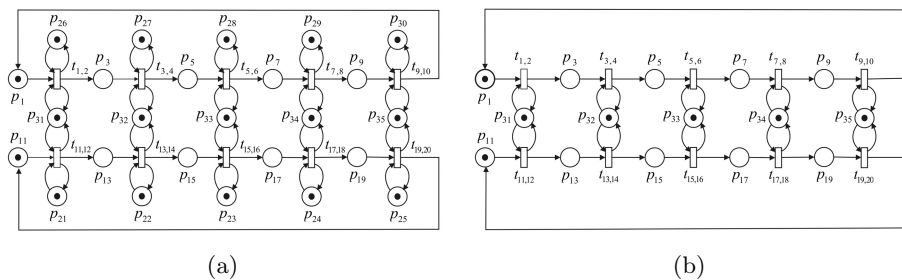 p26 p27 p28 p29 p30
t1,2 p3 t3,4 p5 t5,6 p7 t7,8 p9 t9,10
p1
p31 p32 p33 p34 p35
p11
t11,12 t13,14 t15,16 t17,18 t19,20
p13 p15 p17 p19
p21 p22 p23 p24 p25
(a)
t1,2 p3 t3,4 p5 t5,6 p7 t7,8 p9 t9,10
p1
p31 p32 p33 p34 p35
p11
t11,12 p13 t13,14 p15 t15,16 p17 t17,18 p19 t19,20
(b)